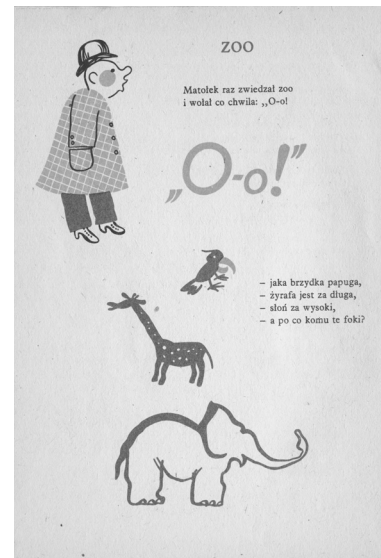 ZOO
Matołek raz zwiedzał zoo
i wołał co chwila: ,,O-o!
„O-o!”
– jaka brzydka papuga,
– żyrafa jest za długa,
– słoń za wysoki,
– a po co komu te foki?